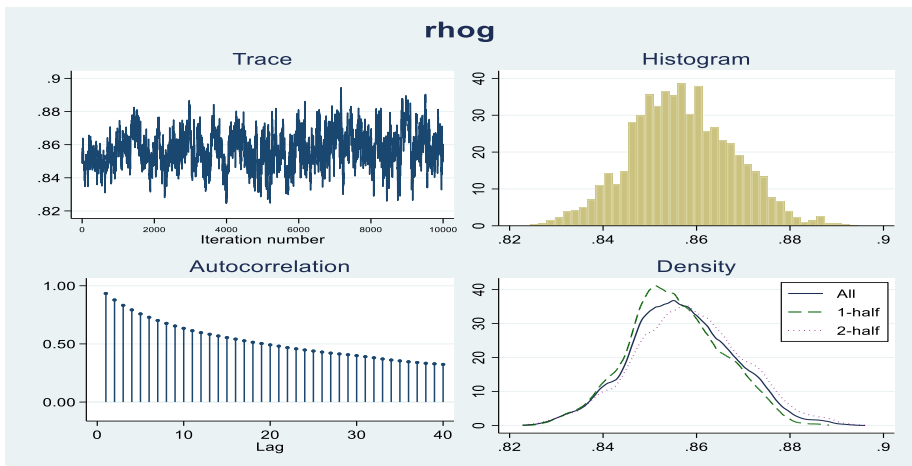 rhog
Trace
.9
.88
.86
.84
.82
0 2000 4000 6000 8000 10000
Iteration number
Histogram
40
30
20
10
0
.82 .84 .86 .88 .9
Autocorrelation
1.00
0.50
0.00
0 10 20 30 40
Lag
Density
40
30
20
10
0
.82 .84 .86 .88 .9
All
1-half
2-half